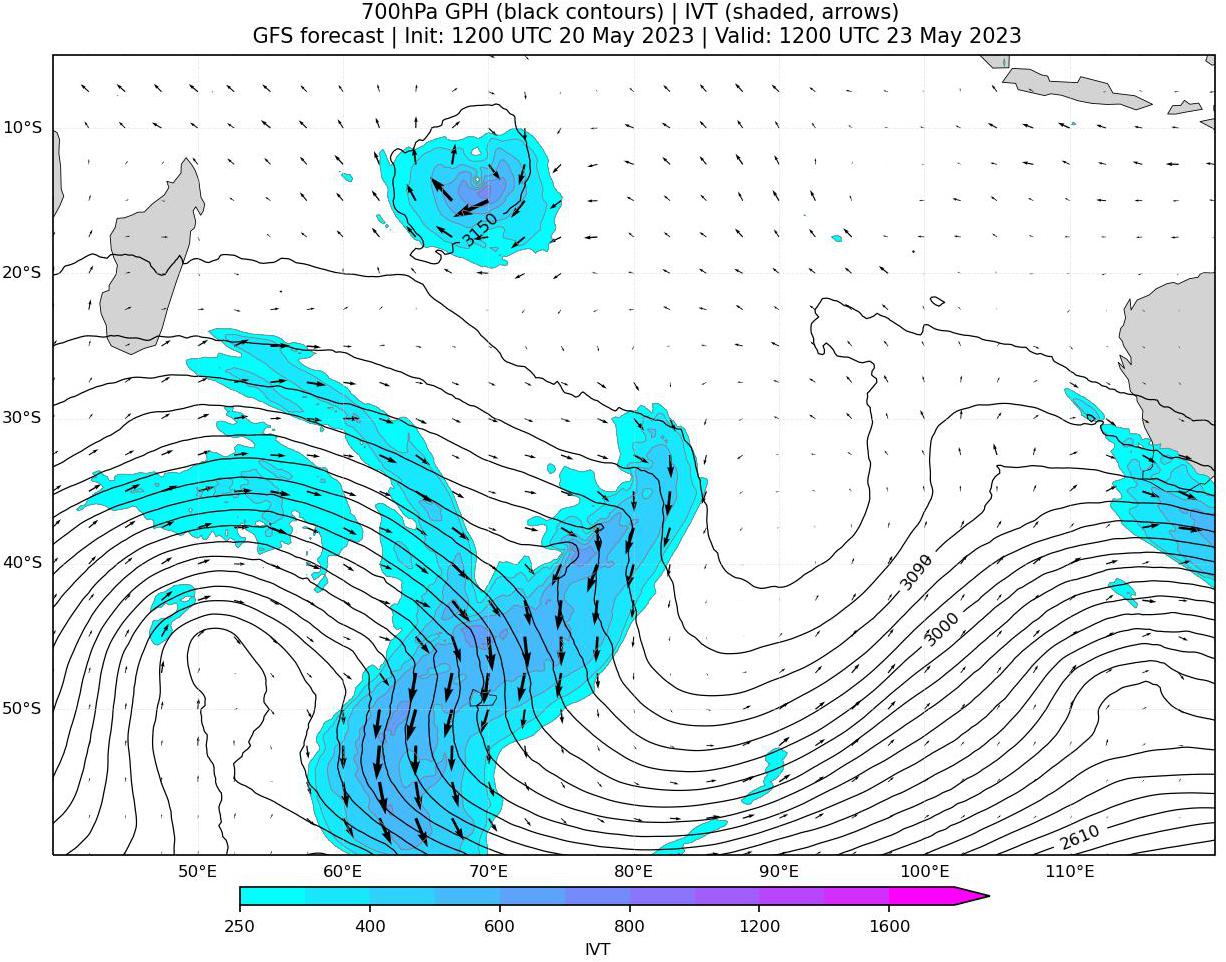 700hPa GPH (black contours) | IVT (shaded, arrows)
GFS forecast | Init: 1200 UTC 20 May 2023 | Valid: 1200 UTC 23 May 2023
10°S
3150
20°S
30°S
40°S
3090
3000
50°S
2610
50°E 60°E 70°E 80°E 90°E 100°E 110°E
250 400 600 800 1200 1600
IVT